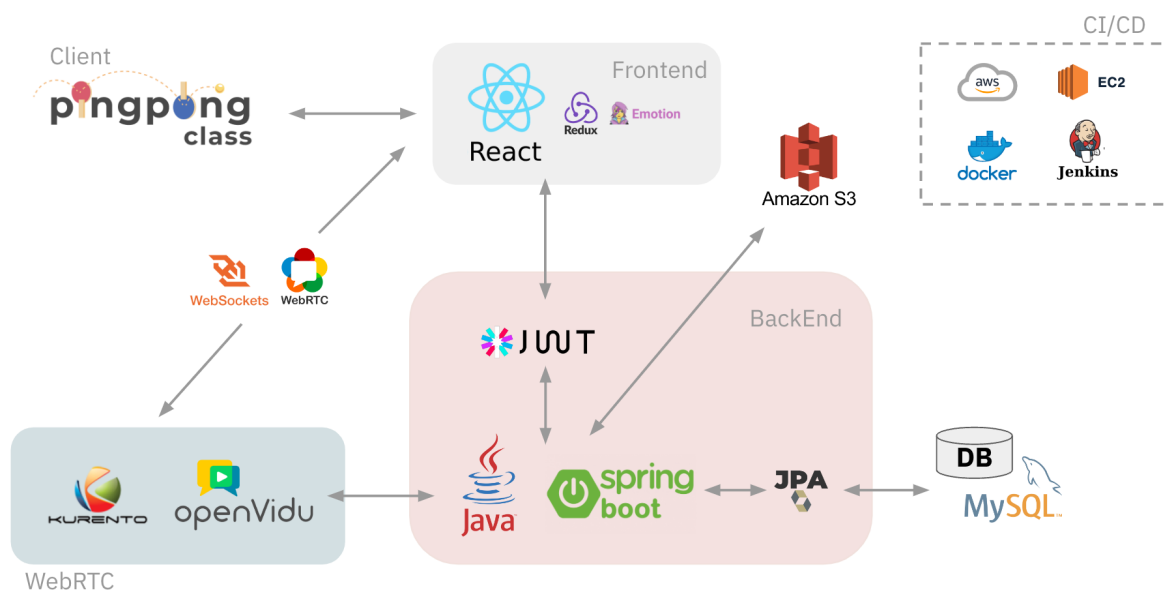 CI/CD
Client
pingpong
class
Frontend
React
Redux
Emotion
aws
EC2
docker
Jenkins
Amazon S3
WebSockets
WebRTC
BackEnd
JWT
KURENTO
openVidu
Java
spring
boot
JPA
DB
MySQL
WebRTC